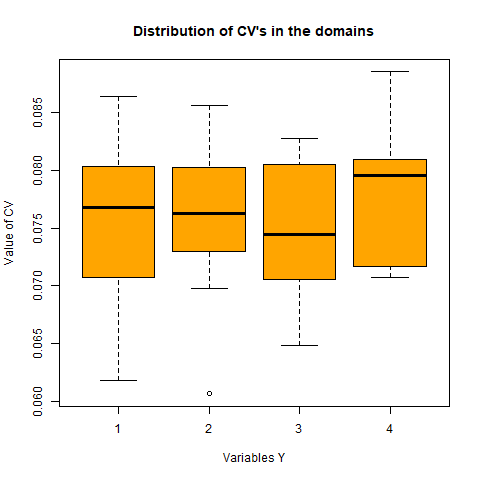 Distribution of CV's in the domains
Value of CV
0.085
0.080
0.075
0.070
0.065
0.060
1 2 3 4
Variables Y